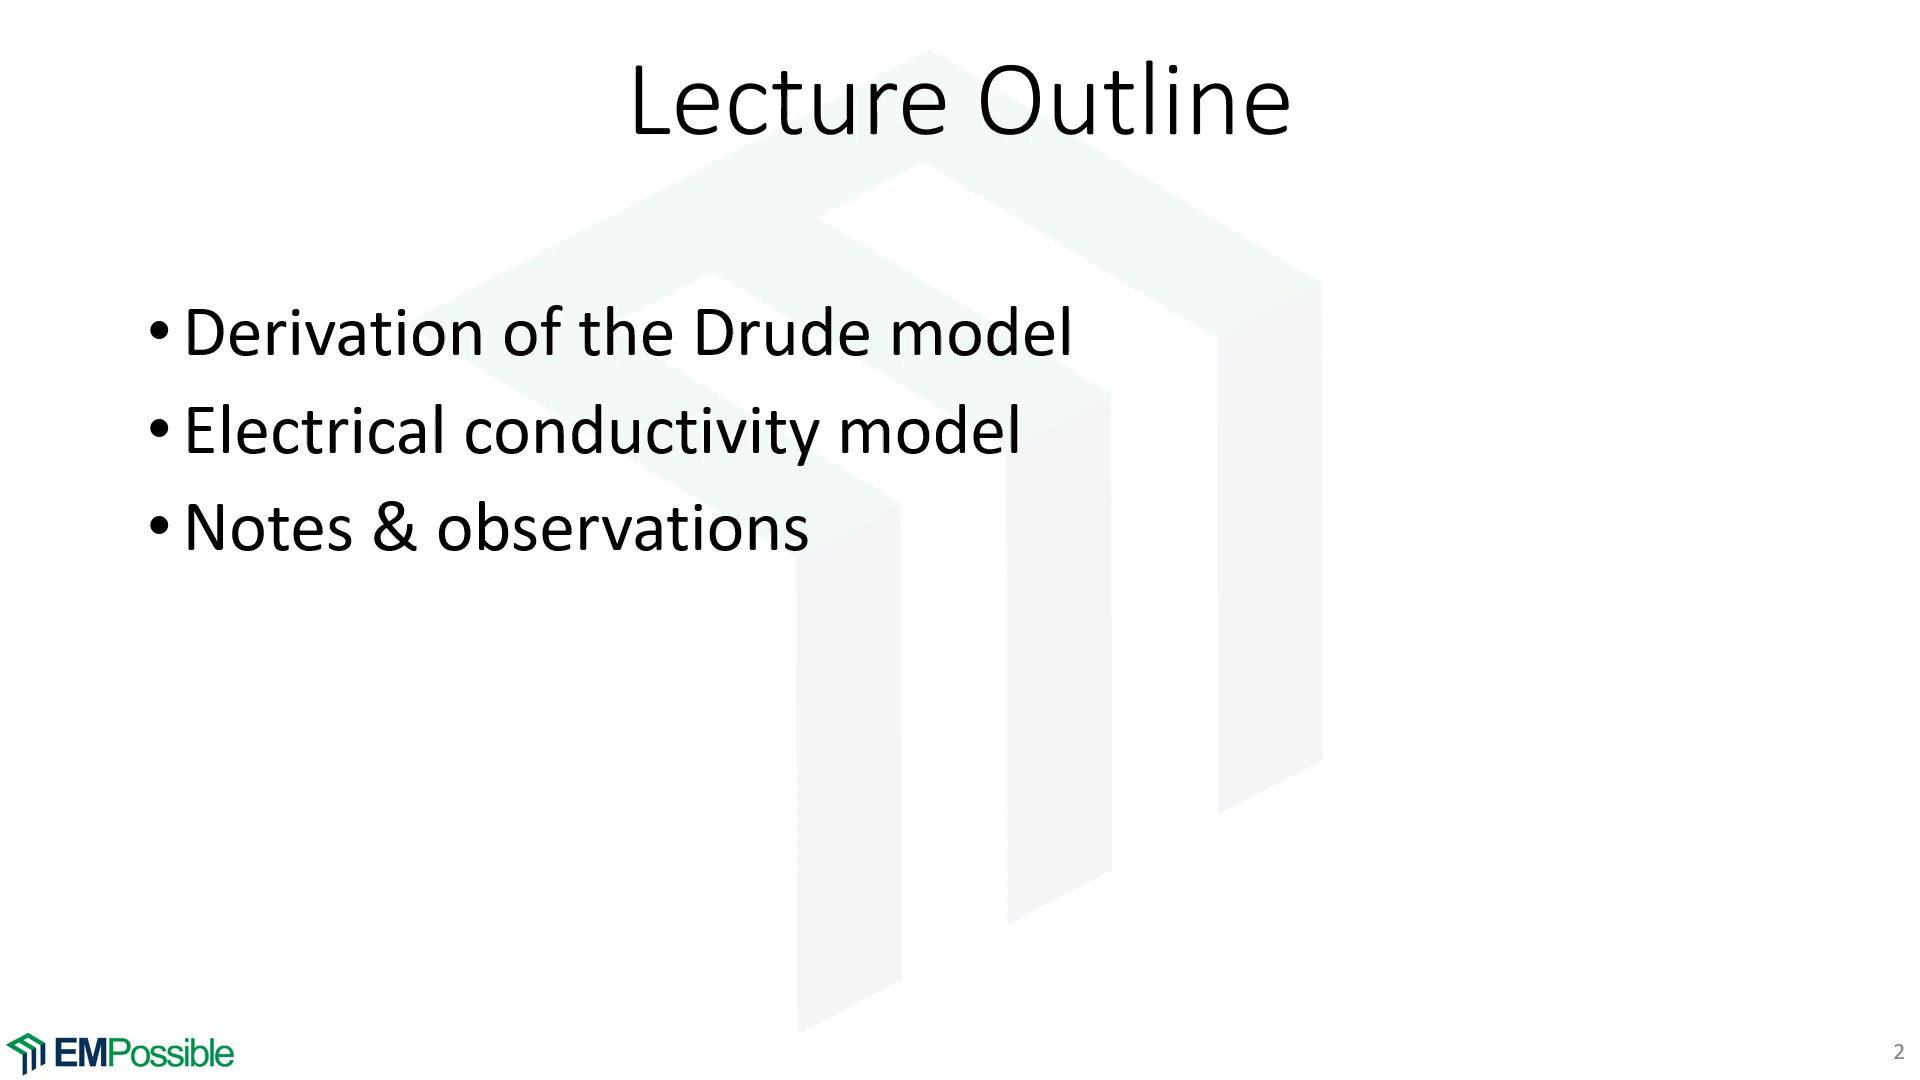 Lecture Outline
• Derivation of the Drude model
• Electrical conductivity model
• Notes & observations
EMPossible
2